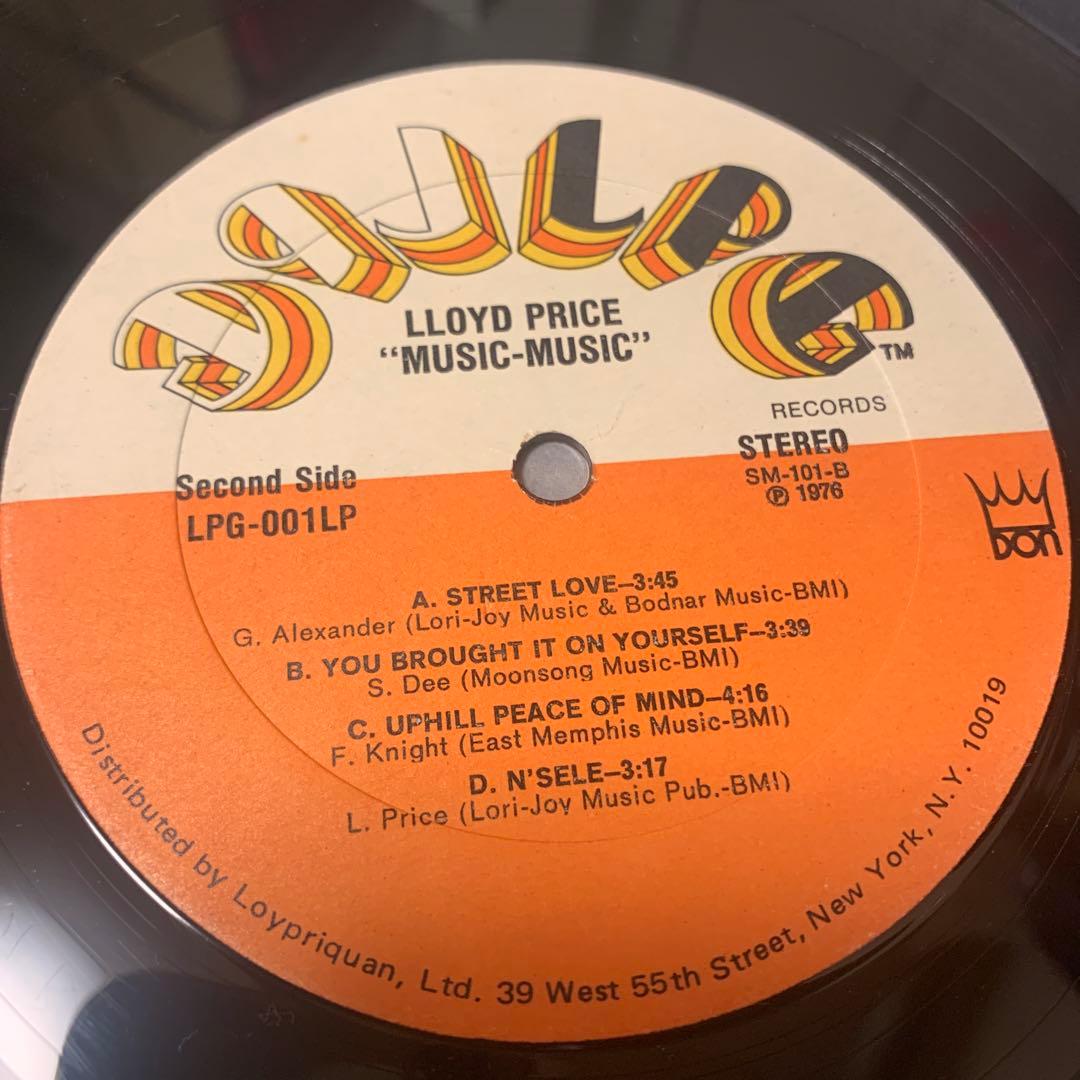 LPG
TM
LLOYD PRICE
“MUSIC-MUSIC”
RECORDS
STEREO
SM-101-B
℗ 1976
Second Side
LPG-001LP
DON
A. STREET LOVE–3:45
G. Alexander (Lori-Joy Music & Bodnar Music-BMI)
B. YOU BROUGHT IT ON YOURSELF–3:39
S. Dee (Moonsong Music-BMI)
C. UPHILL PEACE OF MIND–4:16
F. Knight (East Memphis Music-BMI)
D. N’SELE–3:17
L. Price (Lori-Joy Music Pub.-BMI)
Distributed by Loypriquan, Ltd. 39 West 55th Street, New York, N.Y. 10019